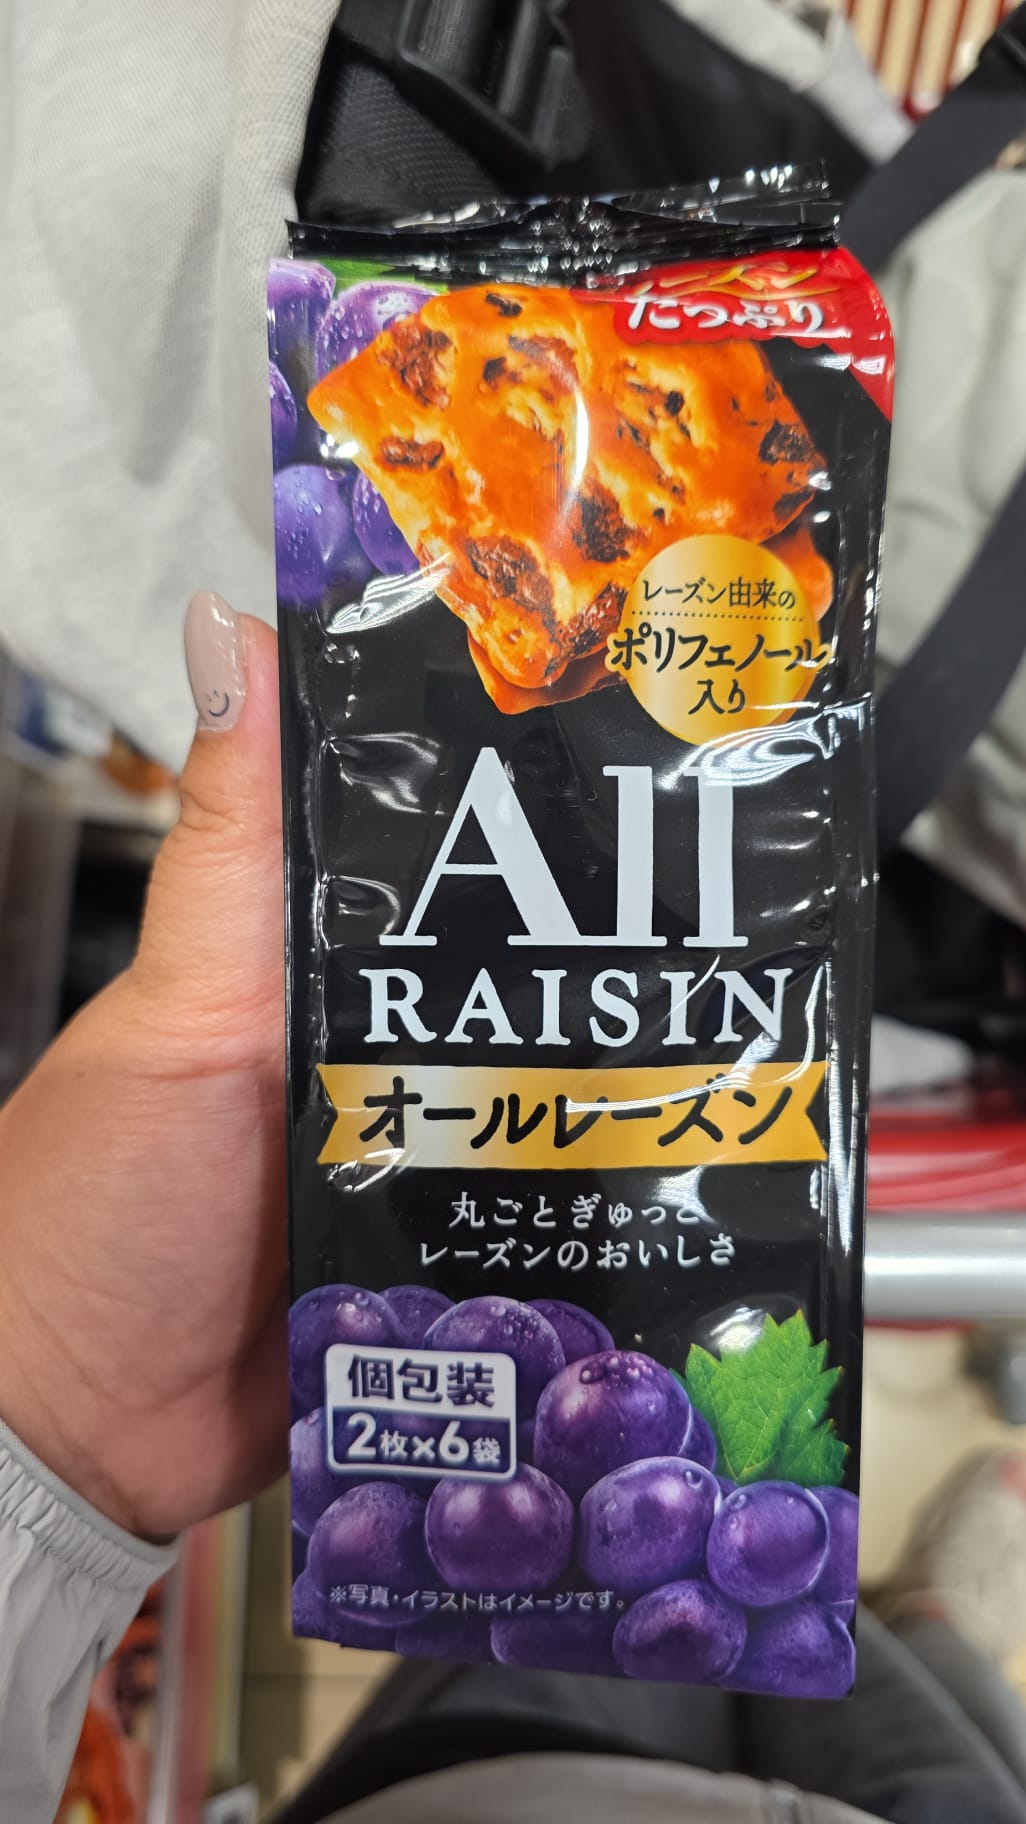 たっぷり
レーズン由来の
ポリフェノール
入り
All
RAISIN
オールレーズン
丸ごとぎゅっと
レーズンのおいしさ
個包装
2枚×6袋
※写真・イラストはイメージです。